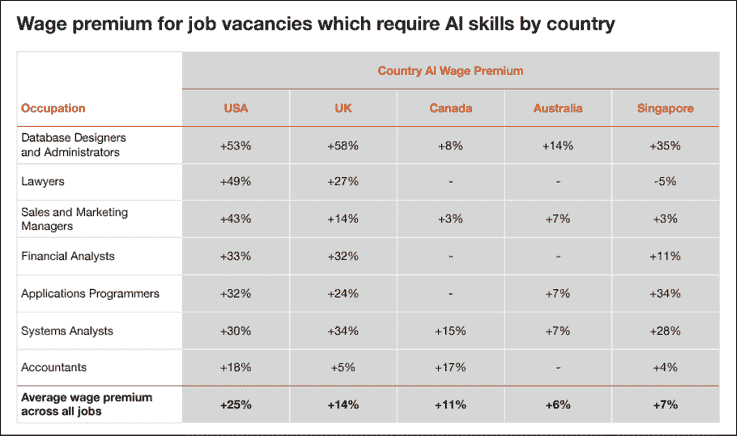 Wage premium for job vacancies which require AI skills by country
Country AI Wage Premium
Occupation USA UK Canada Australia Singapore
Database Designers
and Administrators +53% +58% +8% +14% +35%
Lawyers +49% +27% - - -5%
Sales and Marketing
Managers +43% +14% +3% +7% +3%
Financial Analysts +33% +32% - - +11%
Applications Programmers +32% +24% - +7% +34%
Systems Analysts +30% +34% +15% +7% +28%
Accountants +18% +5% +17% - +4%
Average wage premium
across all jobs +25% +14% +11% +6% +7%